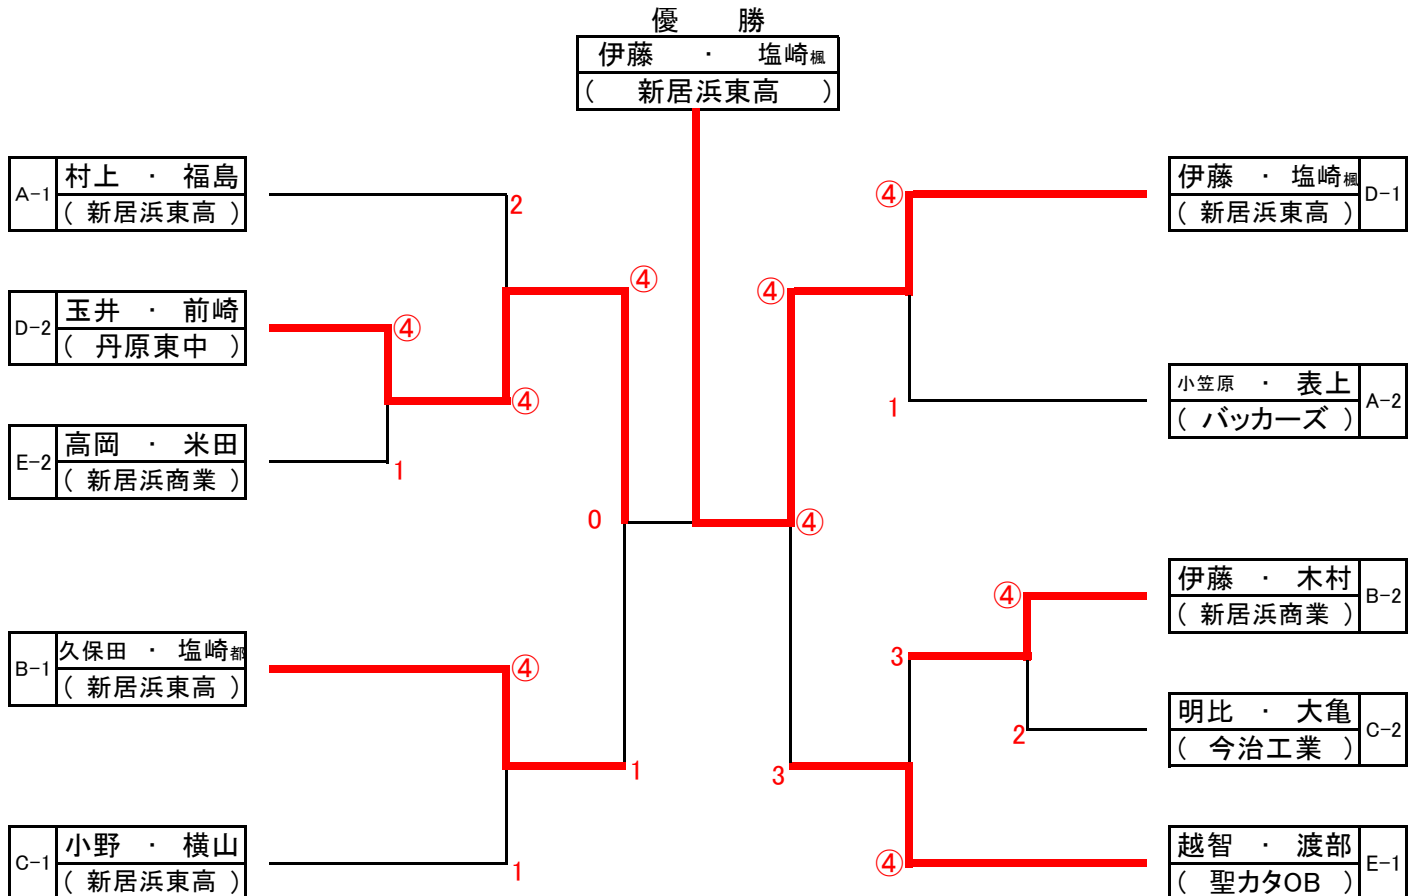 優 勝
伊藤 ・ 塩崎楓
( 新居浜東高 )
A-1 村上 ・ 福島
( 新居浜東高 )
2
D-2 玉井 ・ 前崎
( 丹原東中 )
④
④
④
E-2 高岡 ・ 米田
( 新居浜商業 )
1
0
B-1 久保田 ・ 塩崎都
( 新居浜東高 )
④
1
C-1 小野 ・ 横山
( 新居浜東高 )
1
伊藤 ・ 塩崎楓 D-1
( 新居浜東高 )
④
④
小笠原 ・ 表上 A-2
( バッカーズ )
1
④
伊藤 ・ 木村 B-2
( 新居浜商業 )
④
3
明比 ・ 大亀 C-2
( 今治工業 )
2
3
越智 ・ 渡部 E-1
( 聖カタOB )
④